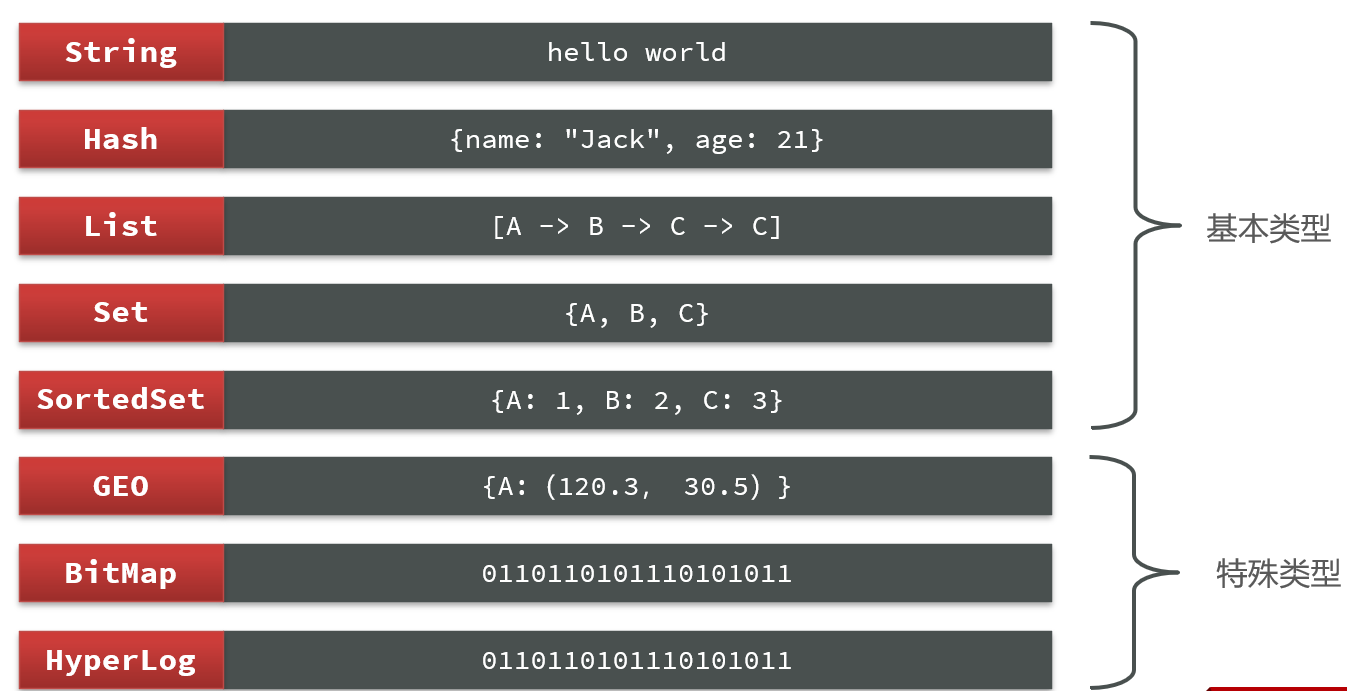 String hello world
Hash {name: "Jack", age: 21}
List [A -> B -> C -> C]
基本类型
Set {A, B, C}
SortedSet {A: 1, B: 2, C: 3}
GEO {A:（120.3, 30.5）}
BitMap 0110110101110101011
特殊类型
HyperLog 0110110101110101011